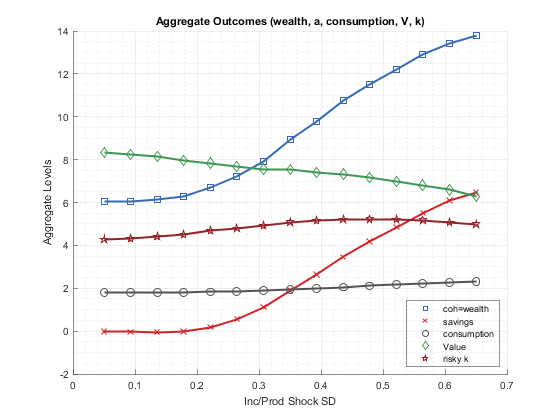 Aggregate Outcomes (wealth, a, consumption, V, k)
14
12
10
8
6
4
2
0
-2
Aggregate Levels
0
0.1
0.2
0.3
0.4
0.5
0.6
0.7
Inc/Prod Shock SD
coh=wealth
savings
consumption
Value
risky k